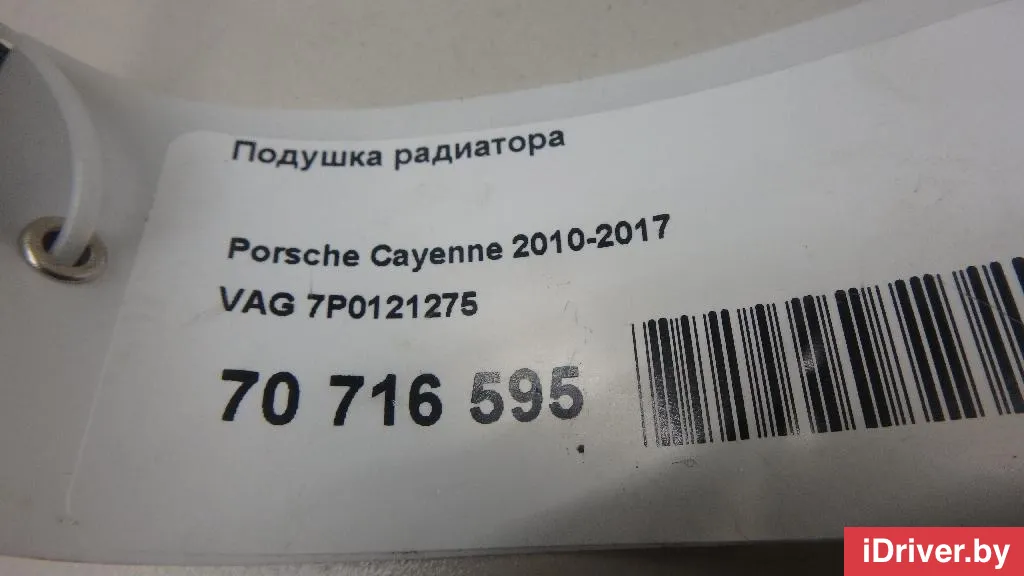 Подушка радиатора
Porsche Cayenne 2010-2017
VAG 7P0121275
70 716 595
iDriver.by